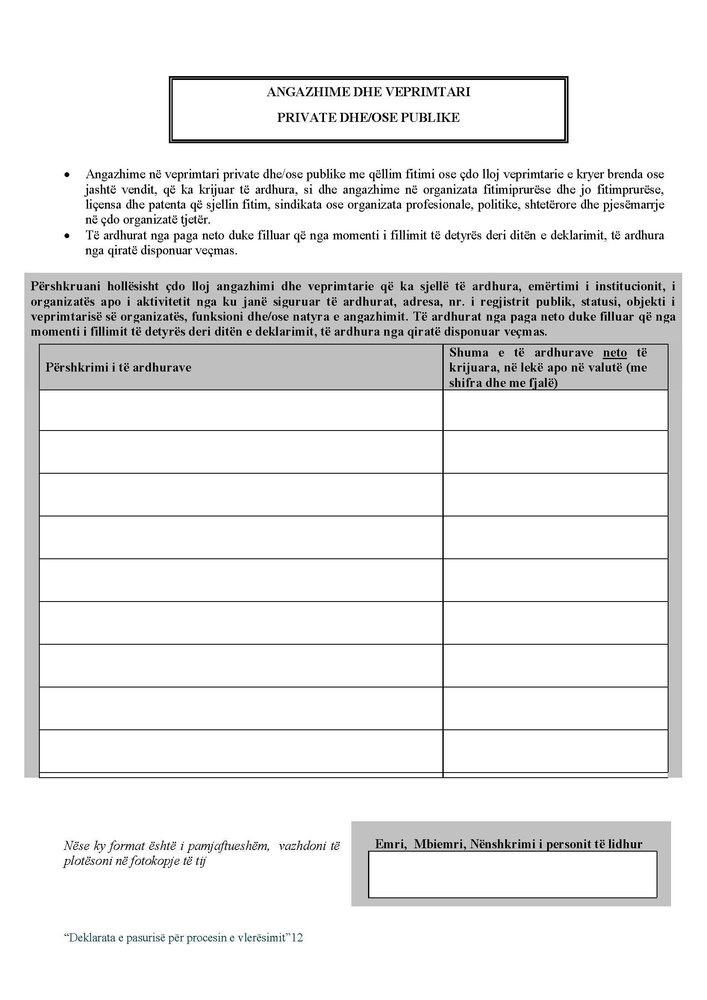 ANGAZHIME DHE VEPRIMTARI
PRIVATE DHE/OSE PUBLIKE
• Angazhime në veprimtari private dhe/ose publike me qëllim fitimi ose çdo lloj veprimtarie e kryer brenda ose
jashtë vendit, që ka krijuar të ardhura, si dhe angazhime në organizata fitimiprurëse dhe jo fitimprurëse,
liçensa dhe patenta që sjellin fitim, sindikata ose organizata profesionale, politike, shtetërore dhe pjesëmarrje
në çdo organizatë tjetër.
• Të ardhurat nga paga neto duke filluar që nga momenti i fillimit të detyrës deri ditën e deklarimit, të ardhura
nga qiratë disponuar veçmas.
Përshkruani hollësisht çdo lloj angazhimi dhe veprimtarie që ka sjellë të ardhura, emërtimi i institucionit, i
organizatës apo i aktivitetit nga ku janë siguruar të ardhurat, adresa, nr. i regjistrit publik, statusi, objekti i
veprimtarisë së organizatës, funksioni dhe/ose natyra e angazhimit. Të ardhurat nga paga neto duke filluar që nga
momenti i fillimit të detyrës deri ditën e deklarimit, të ardhura nga qiratë disponuar veçmas.
Përshkrimi i të ardhurave
Shuma e të ardhurave neto të
krijuara, në lekë apo në valutë (me
shifra dhe me fjalë)
Nëse ky format është i pamjaftueshëm, vazhdoni të
plotësoni në fotokopje të tij
Emri, Mbiemri, Nënshkrimi i personit të lidhur
“Deklarata e pasurisë për procesin e vlerësimit”12